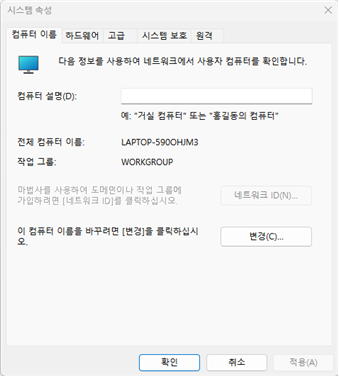 시스템 속성
컴퓨터 이름 하드웨어 고급 시스템 보호 원격
다음 정보를 사용하여 네트워크에서 사용자 컴퓨터를 확인합니다.
컴퓨터 설명(D):
예: "거실 컴퓨터" 또는 "홍길동의 컴퓨터"
전체 컴퓨터 이름: LAPTOP-590OHJM3
작업 그룹: WORKGROUP
마법사를 사용하여 도메인이나 작업 그룹에
가입하려면 [네트워크 ID]를 클릭하십시오.
네트워크 ID(N)...
이 컴퓨터 이름을 바꾸려면 [변경]을 클릭하십시
오.
변경(C)...
확인 취소 적용(A)